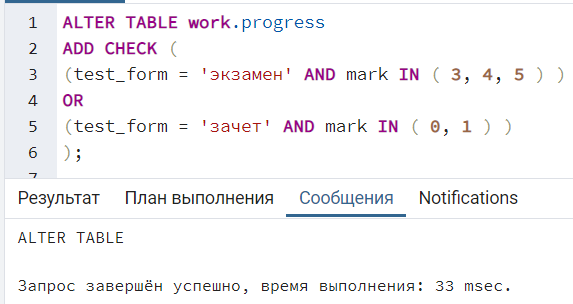 1 ALTER TABLE work.progress
2 ADD CHECK (
3 (test_form = 'экзамен' AND mark IN ( 3, 4, 5 ) )
4 OR
5 (test_form = 'зачет' AND mark IN ( 0, 1 ) )
6 );
7
Результат План выполнения Сообщения Notifications
ALTER TABLE
Запрос завершён успешно, время выполнения: 33 msec.